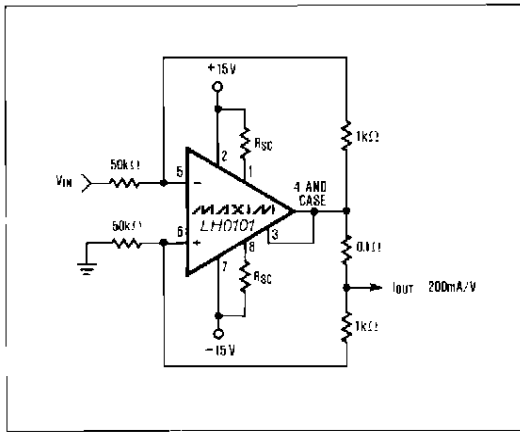 +15V
1kΩ
RSC
2
1
50kΩ
VIN
5
−
4 AND
CASE
MAXIM
LH0101
3
50kΩ
6
+
8
0.1Ω
7
RSC
IOUT 200mA/V
1kΩ
−15V